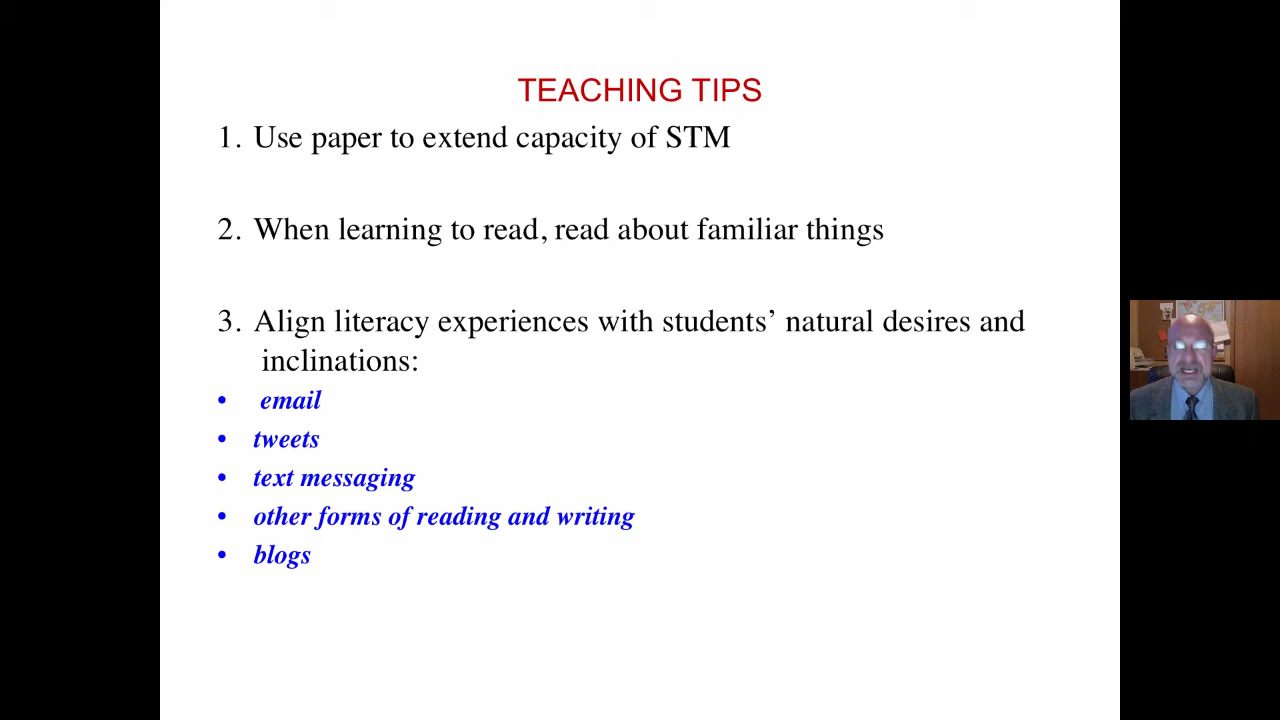 TEACHING TIPS
1. Use paper to extend capacity of STM
2. When learning to read, read about familiar things
3. Align literacy experiences with students’ natural desires and
inclinations:
• email
• tweets
• text messaging
• other forms of reading and writing
• blogs